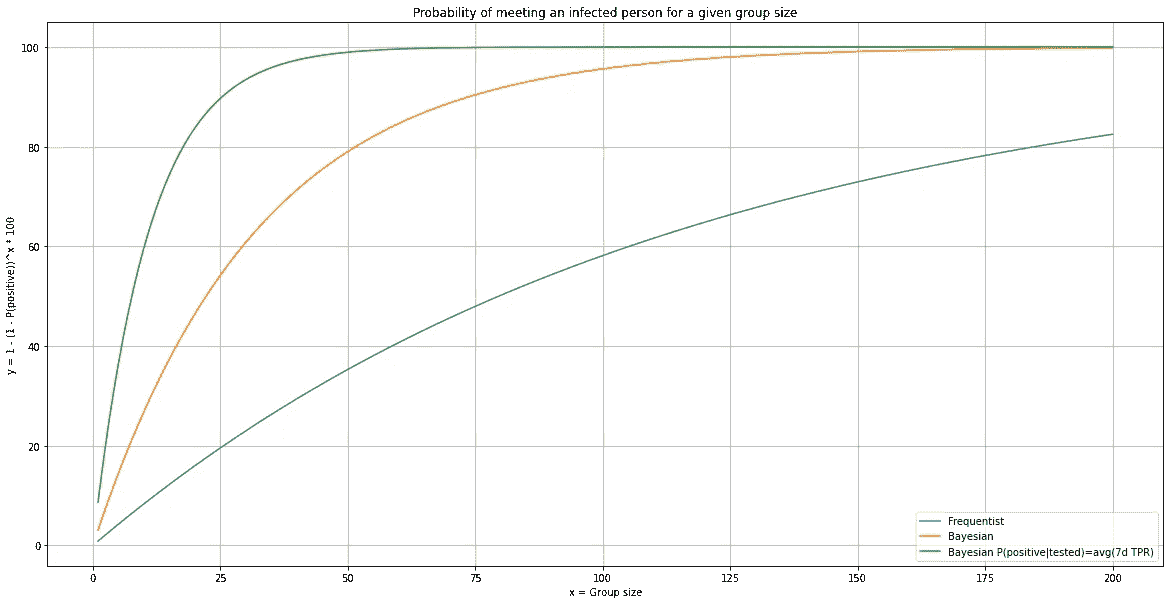 Probability of meeting an infected person for a given group size
y = 1 - (1 - P(positive))^x * 100
100
80
60
40
20
0
0 25 50 75 100 125 150 175 200
x = Group size
Frequentist
Bayesian
Bayesian P(positive|tested)=avg(7d TPR)